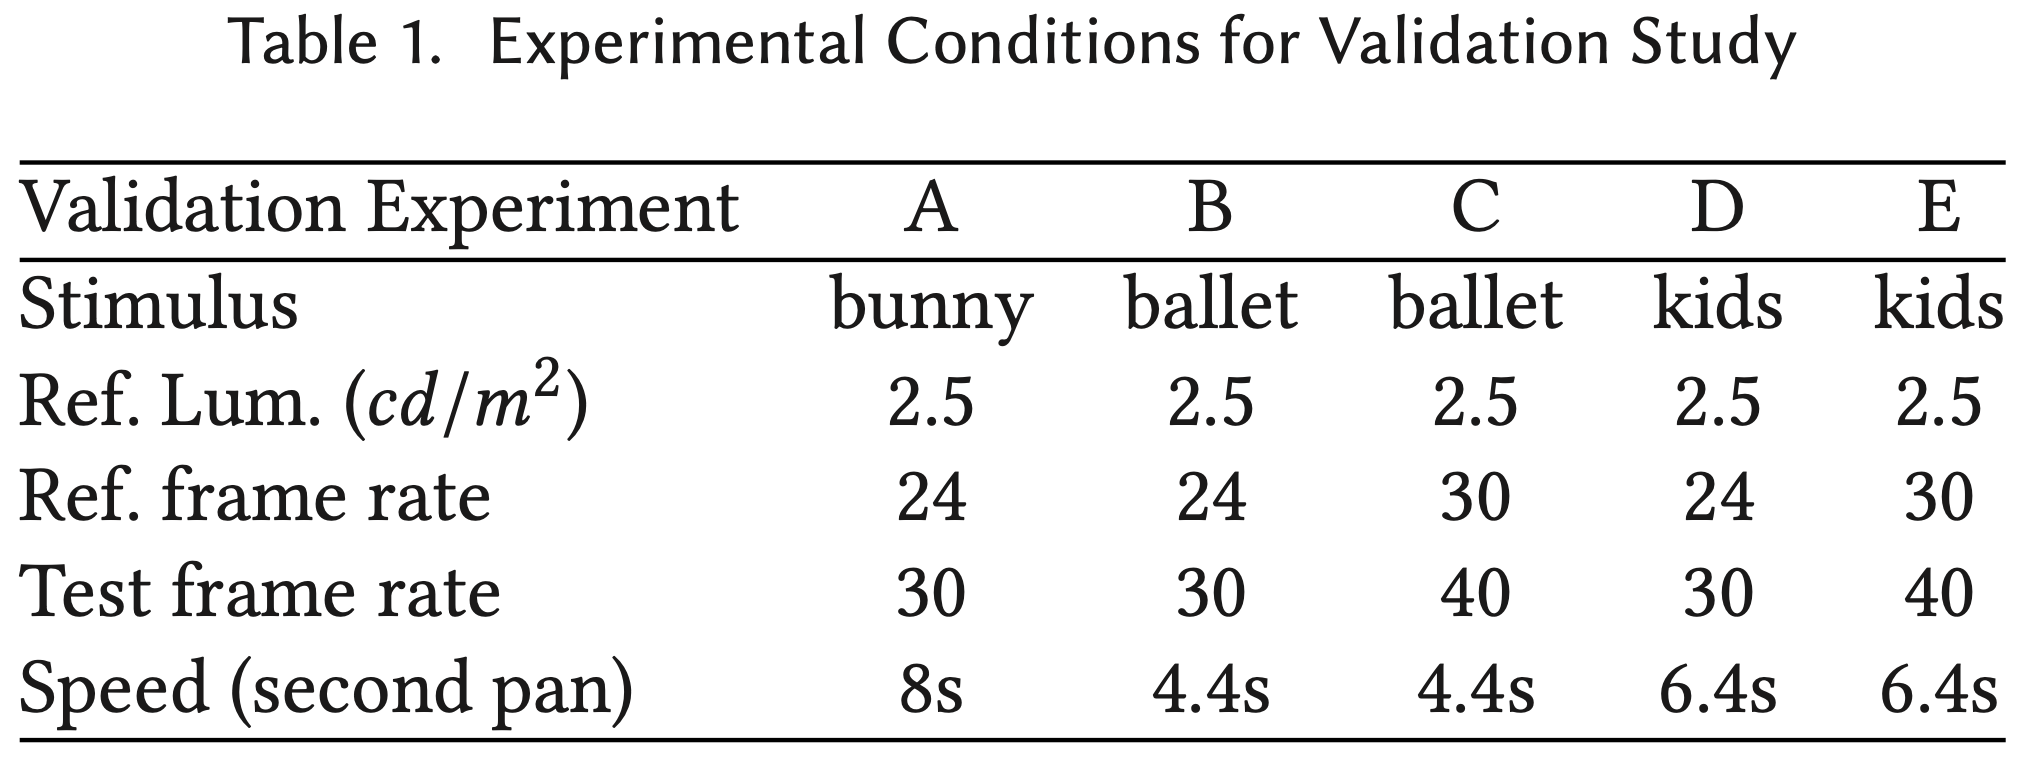 Table 1. Experimental Conditions for Validation Study
Validation Experiment A B C D E
Stimulus bunny ballet ballet kids kids
Ref. Lum. (cd/m²) 2.5 2.5 2.5 2.5 2.5
Ref. frame rate 24 24 30 24 30
Test frame rate 30 30 40 30 40
Speed (second pan) 8s 4.4s 4.4s 6.4s 6.4s